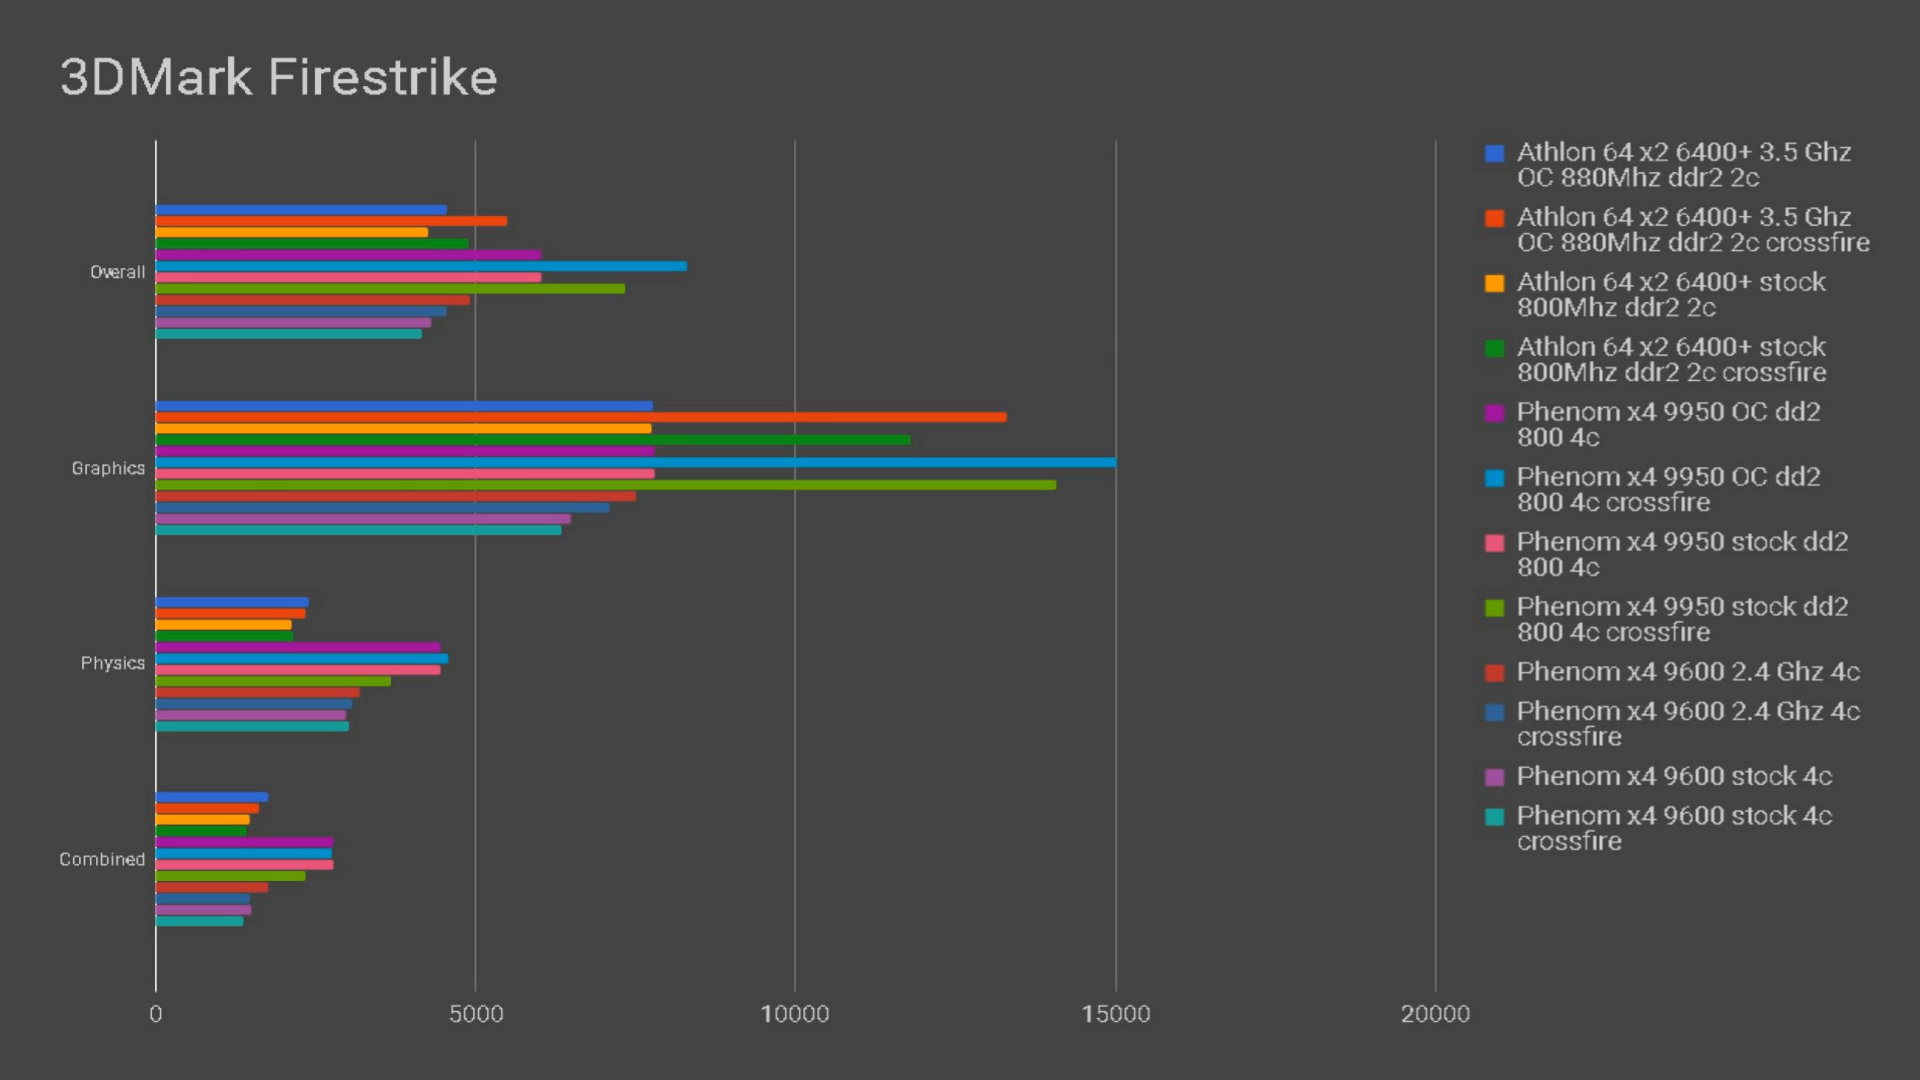 3DMark Firestrike
Overall
Graphics
Physics
Combined
0
5000
10000
15000
20000
Athlon 64 x2 6400+ 3.5 Ghz
OC 880Mhz ddr2 2c
Athlon 64 x2 6400+ 3.5 Ghz
OC 880Mhz ddr2 2c crossfire
Athlon 64 x2 6400+ stock
800Mhz ddr2 2c
Athlon 64 x2 6400+ stock
800Mhz ddr2 2c crossfire
Phenom x4 9950 OC dd2
800 4c
Phenom x4 9950 OC dd2
800 4c crossfire
Phenom x4 9950 stock dd2
800 4c
Phenom x4 9950 stock dd2
800 4c crossfire
Phenom x4 9600 2.4 Ghz 4c
Phenom x4 9600 2.4 Ghz 4c
crossfire
Phenom x4 9600 stock 4c
Phenom x4 9600 stock 4c
crossfire